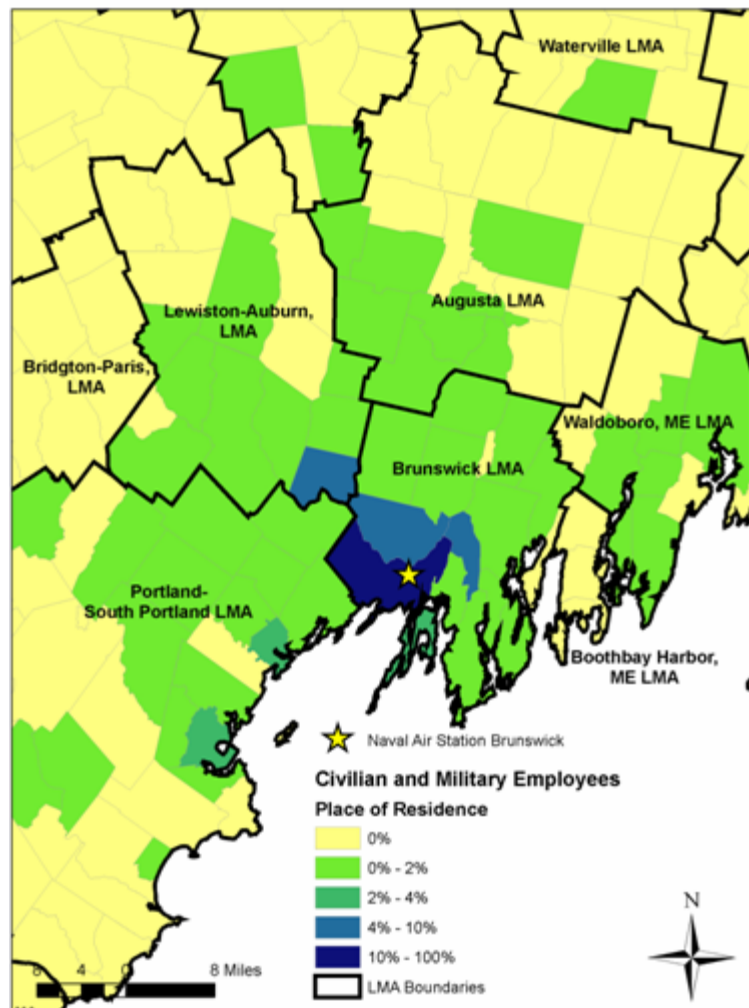 Waterville LMA
Lewiston-Auburn,
LMA
Augusta LMA
Bridgton-Paris,
LMA
Waldoboro, ME LMA
Brunswick LMA
Portland-
South Portland LMA
Boothbay Harbor,
ME LMA
Naval Air Station Brunswick
Civilian and Military Employees
Place of Residence
0%
0% - 2%
2% - 4%
4% - 10%
10% - 100%
LMA Boundaries
N
8 4 0 8 Miles